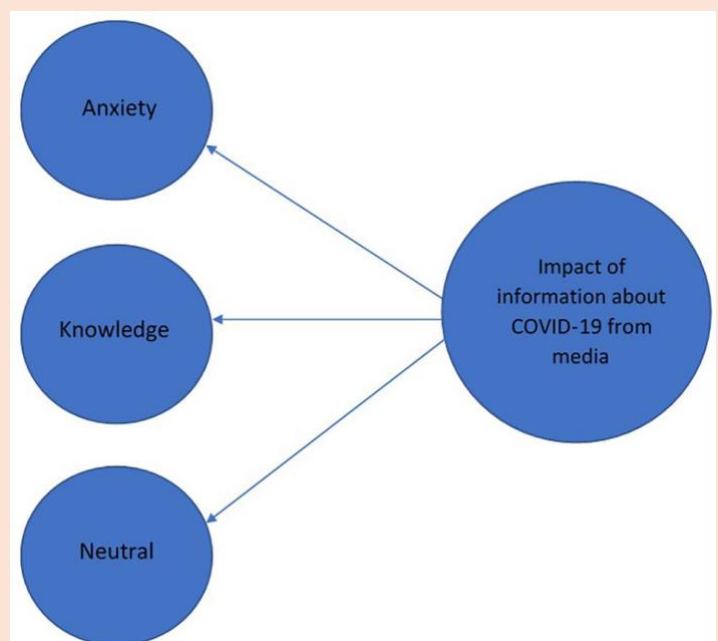 Anxiety
Impact of
information about
COVID-19 from
media
Knowledge
Neutral